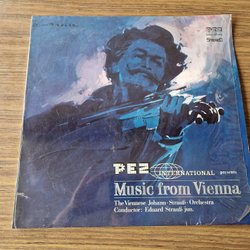 PEZ
INTERNATIONAL presents
Music from Vienna
The Viennese Johann-Strauß-Orchestra
Conductor: Eduard Strauß jun.